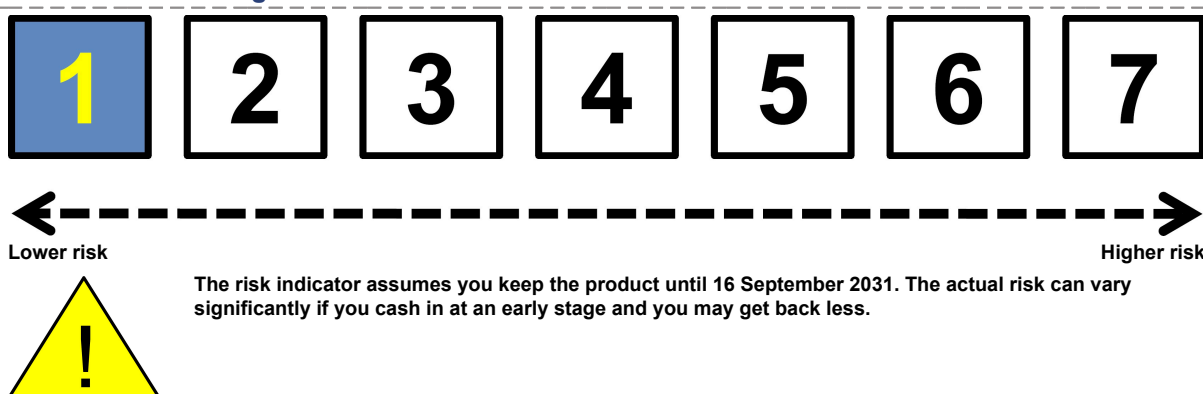 1 2 3 4 5 6 7
Lower risk Higher risk
The risk indicator assumes you keep the product until 16 September 2031. The actual risk can vary
significantly if you cash in at an early stage and you may get back less.
!